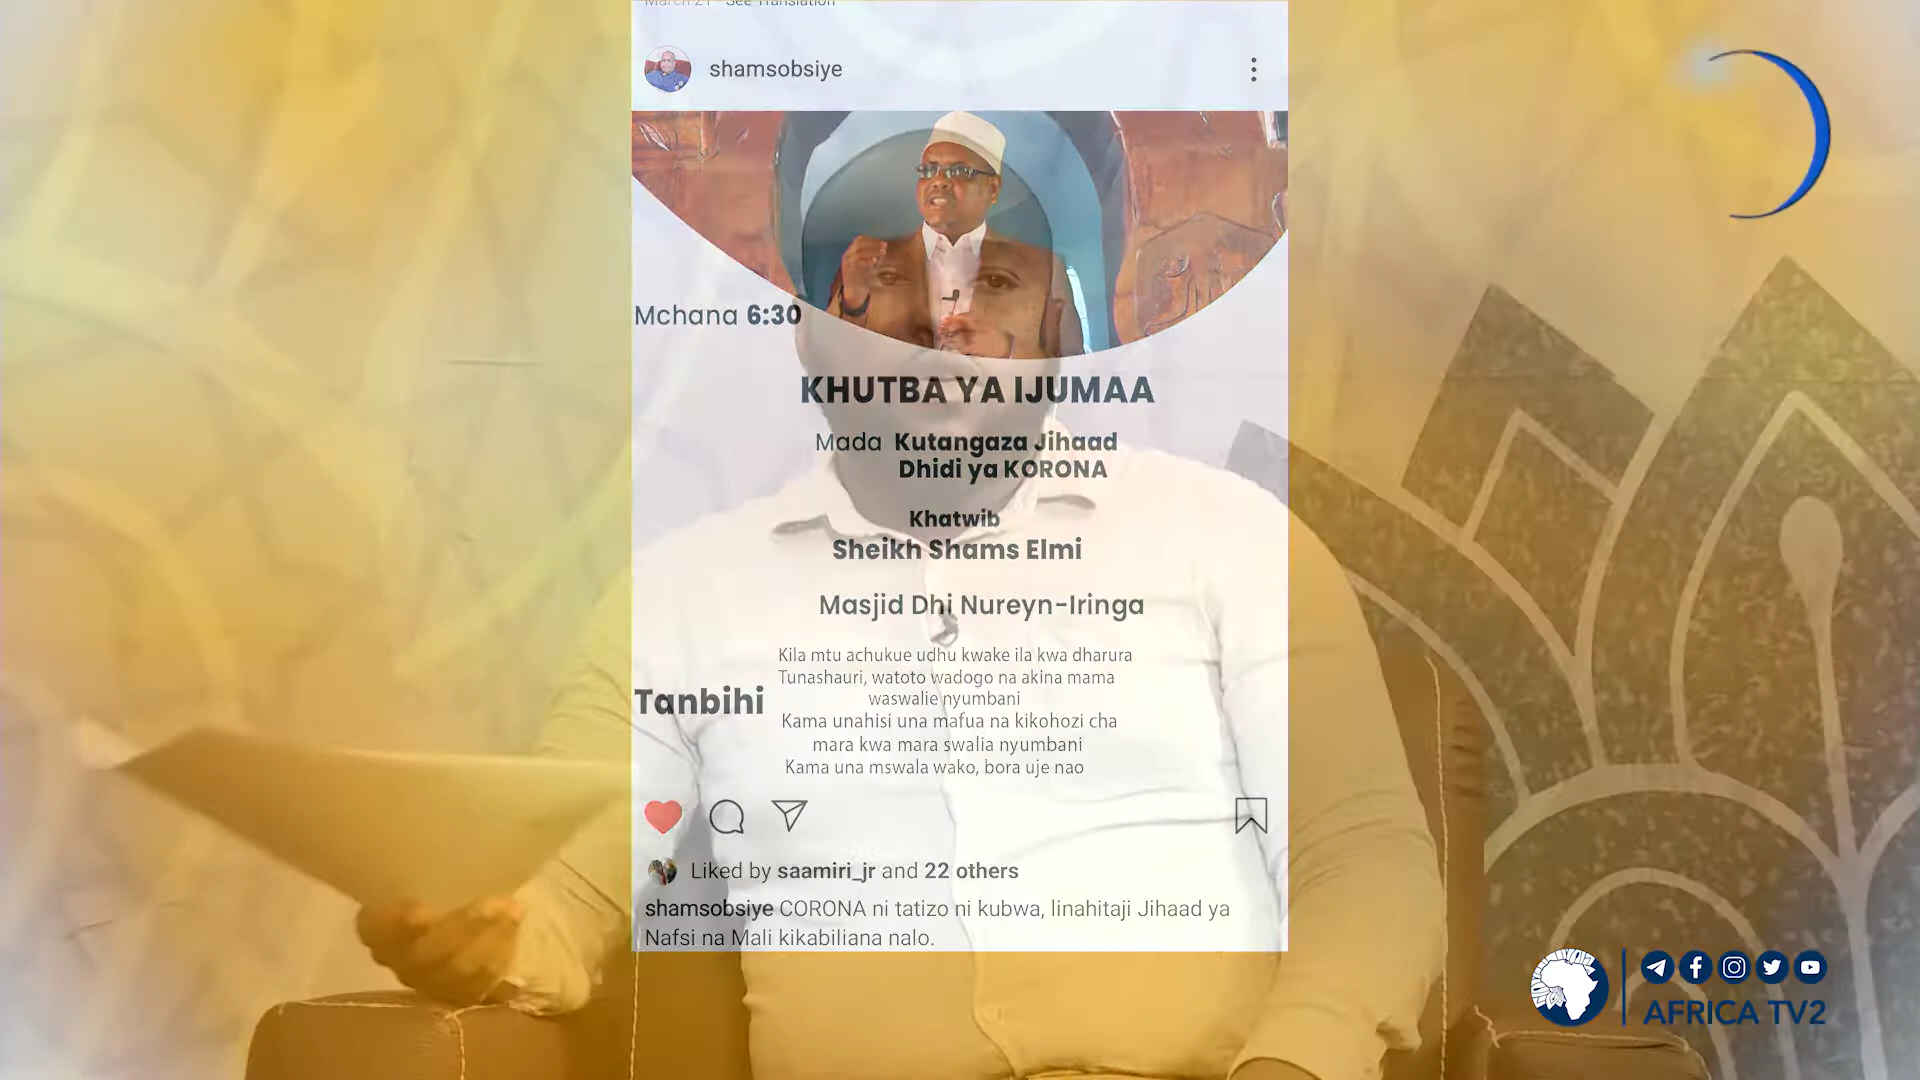 March 21 · See Translation
shamsobsiye
Mchana 6:30
KHUTBA YA IJUMAA
Mada Kutangaza Jihaad
Dhidi ya KORONA
Khatwib
Sheikh Shams Elmi
Masjid Dhi Nureyn-Iringa
Tanbihi
Kila mtu achukue udhu kwake ila kwa dharura
Tunashauri, watoto wadogo na akina mama
waswalie nyumbani
Kama unahisi una mafua na kikohozi cha
mara kwa mara swalia nyumbani
Kama una mswala wako, bora uje nao
Liked by saamiri_jr and 22 others
shamsobsiye CORONA ni tatizo ni kubwa, linahitaji Jihaad ya
Nafsi na Mali kikabiliana nalo.
AFRICA TV2